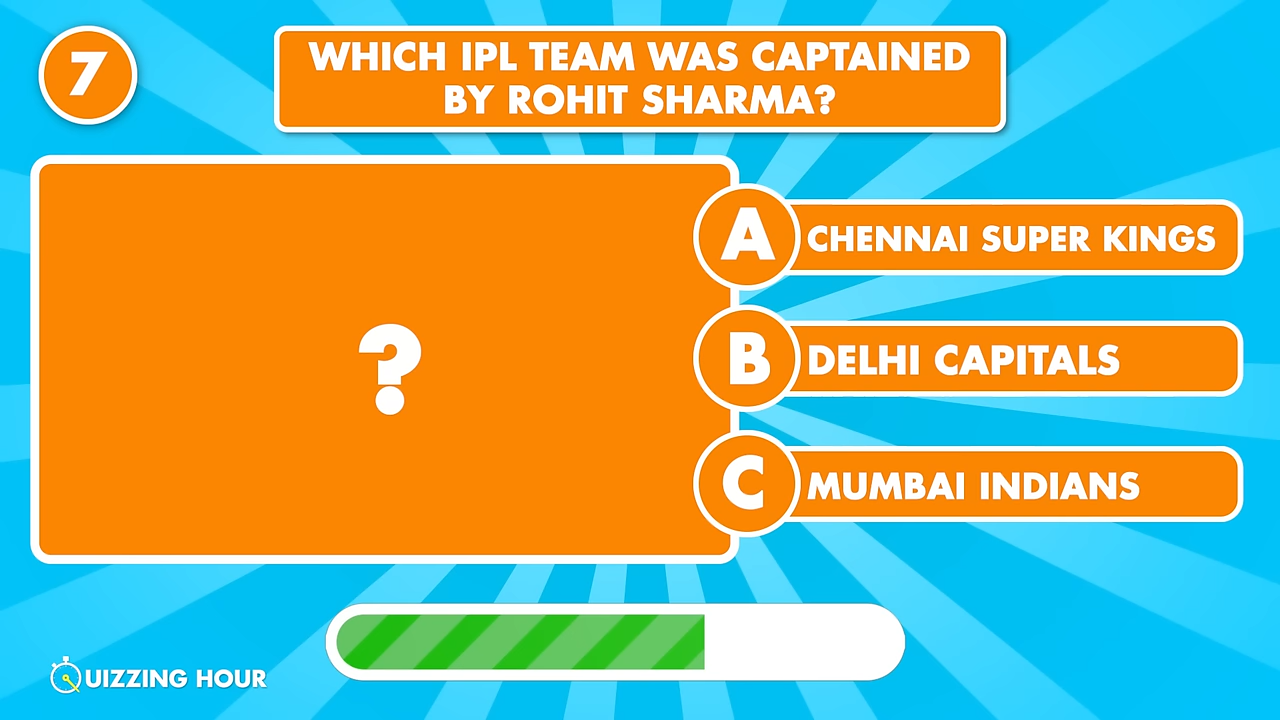 7
WHICH IPL TEAM WAS CAPTAINED
BY ROHIT SHARMA?
?
A CHENNAI SUPER KINGS
B DELHI CAPITALS
C MUMBAI INDIANS
QUIZZING HOUR